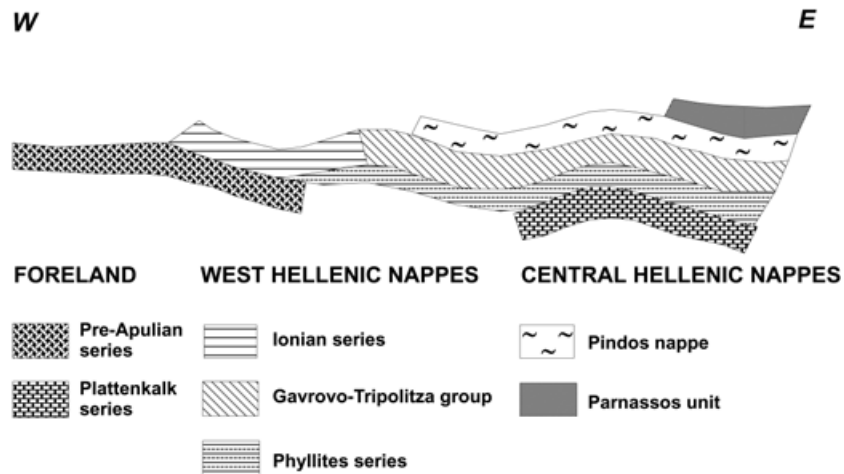 W E
FORELAND WEST HELLENIC NAPPES CENTRAL HELLENIC NAPPES
Pre-Apulian
series
Ionian series
Pindos nappe
Plattenkalk
series
Gavrovo-Tripolitza group
Parnassos unit
Phyllites series